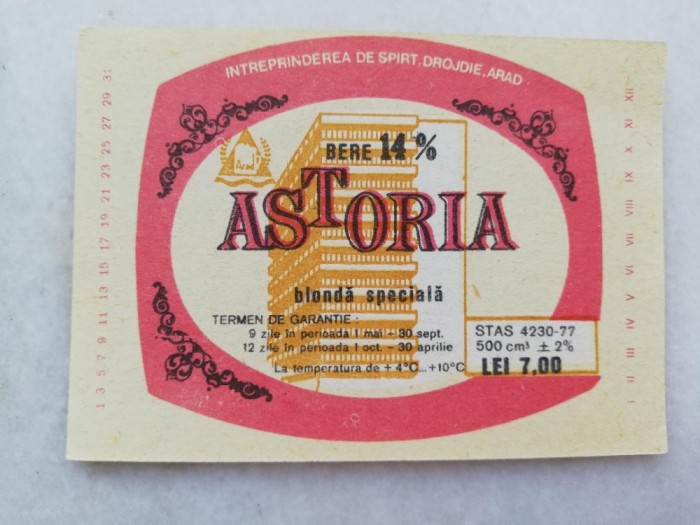 INTREPRINDEREA DE SPIRT, DROJDIE, ARAD
Arad
BERE 14%
ASTORIA
blondă specială
TERMEN DE GARANTIE :
9 zile în perioada 1 mai - 30 sept.
12 zile în perioada 1 oct. - 30 aprilie
La temperatura de + 4°C... +10°C
STAS 4230-77
500 cm³ ± 2%
LEI 7,00
1 3 5 7 9 11 13 15 17 19 21 23 25 27 29 31
I II III IV V VI VII VIII IX X XI XII